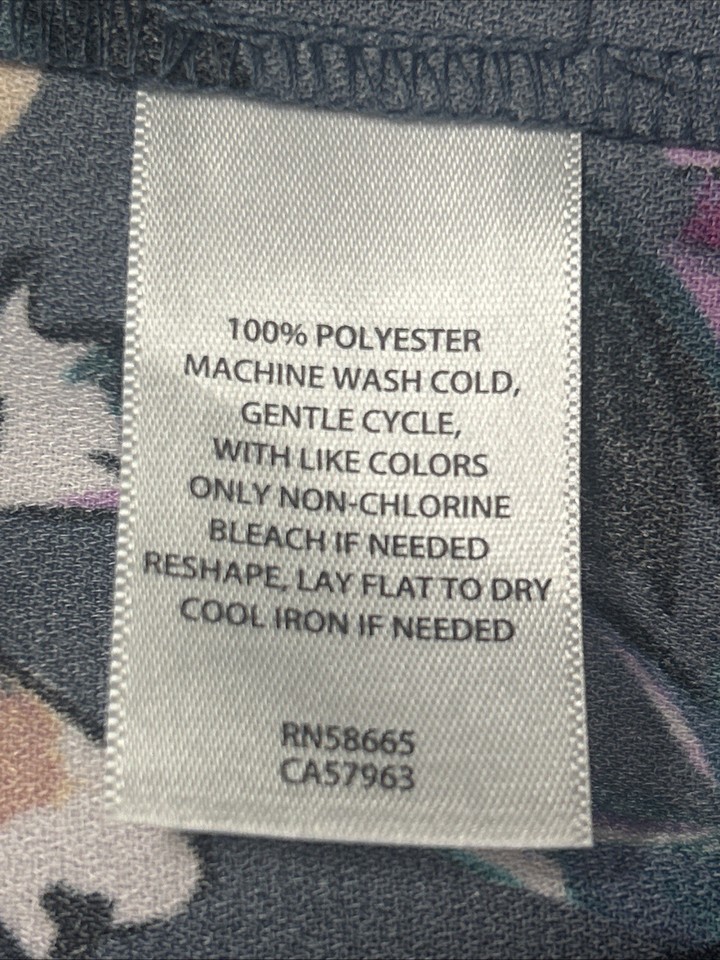 100% POLYESTER
MACHINE WASH COLD,
GENTLE CYCLE,
WITH LIKE COLORS
ONLY NON-CHLORINE
BLEACH IF NEEDED
RESHAPE, LAY FLAT TO DRY
COOL IRON IF NEEDED
RN58665
CA57963